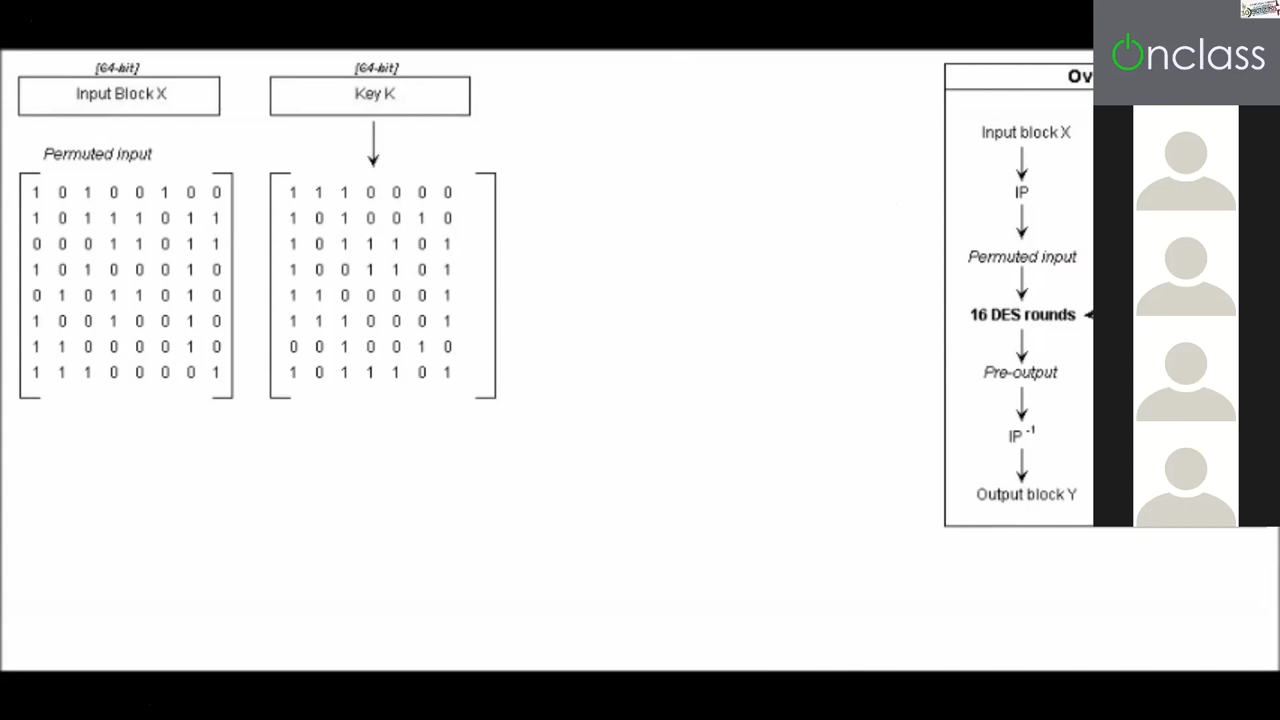 [64-bit]
Input Block X
Permuted input
1 0 1 0 0 1 0 0
1 0 1 1 1 0 1 1
0 0 0 1 1 0 1 1
1 0 1 0 0 0 1 0
0 1 0 1 1 0 1 0
1 0 0 1 0 0 1 0
1 1 0 0 0 0 1 0
1 1 1 0 0 0 0 1
[64-bit]
Key K
1 1 1 0 0 0 0
1 0 1 0 0 1 0
1 0 1 1 1 0 1
1 0 0 1 1 0 1
1 1 0 0 0 0 1
1 1 1 0 0 0 1
0 0 1 0 0 1 0
1 0 1 1 1 0 1
Ov
Input block X
IP
Permuted input
16 DES rounds
Pre-output
IP -1
Output block Y
Onclass